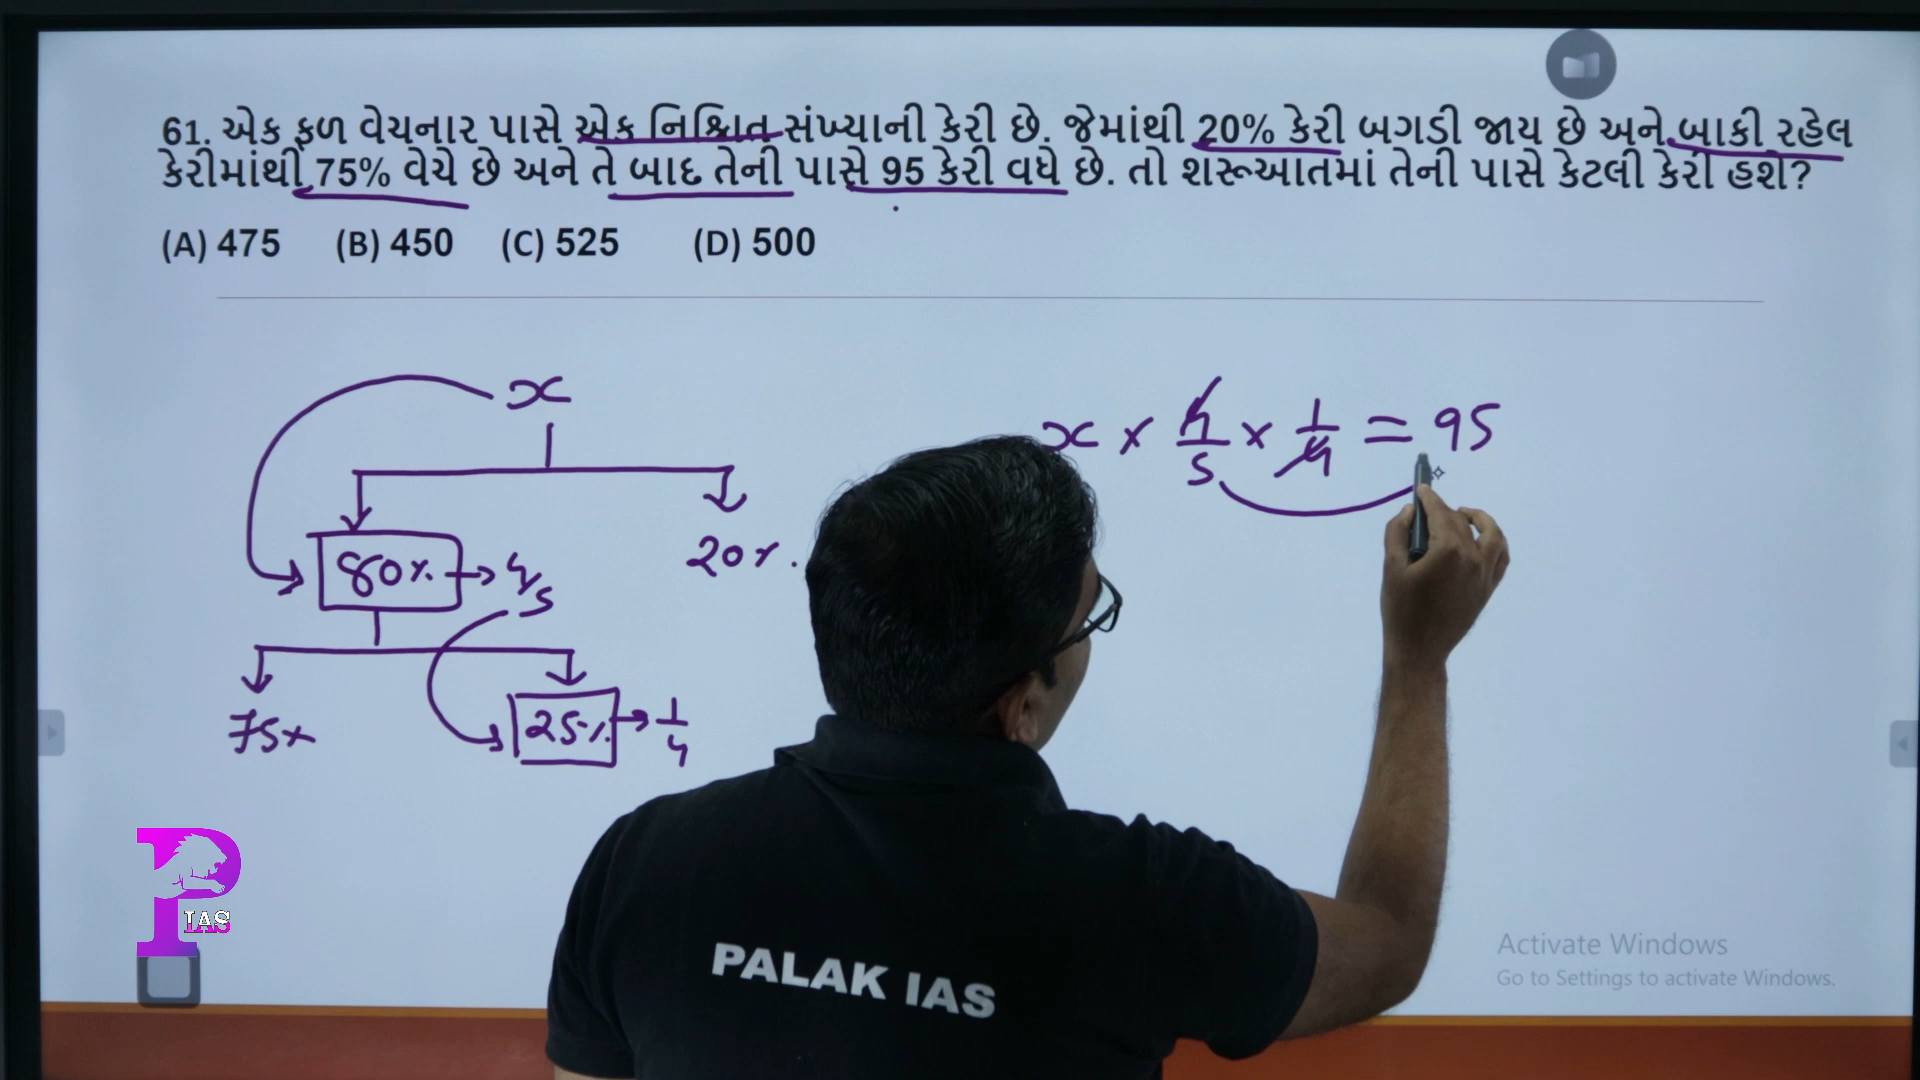 61. એક ફળ વેચનાર પાસે એક નિશ્ચિત સંખ્યાની કેરી છે. જેમાંથી 20% કેરી બગડી જાય છે અને બાકી રહેલ
કેરીમાંથી 75% વેચે છે અને તે બાદ તેની પાસે 95 કેરી વધે છે. તો શરૂઆતમાં તેની પાસે કેટલી કેરી હશે?
(A) 475 (B) 450 (C) 525 (D) 500
x
x × 4/5 × 1/4 = 95
80% → 4/5
20%.
75%
25% → 1/4
P IAS
PALAK IAS
Activate Windows
Go to Settings to activate Windows.